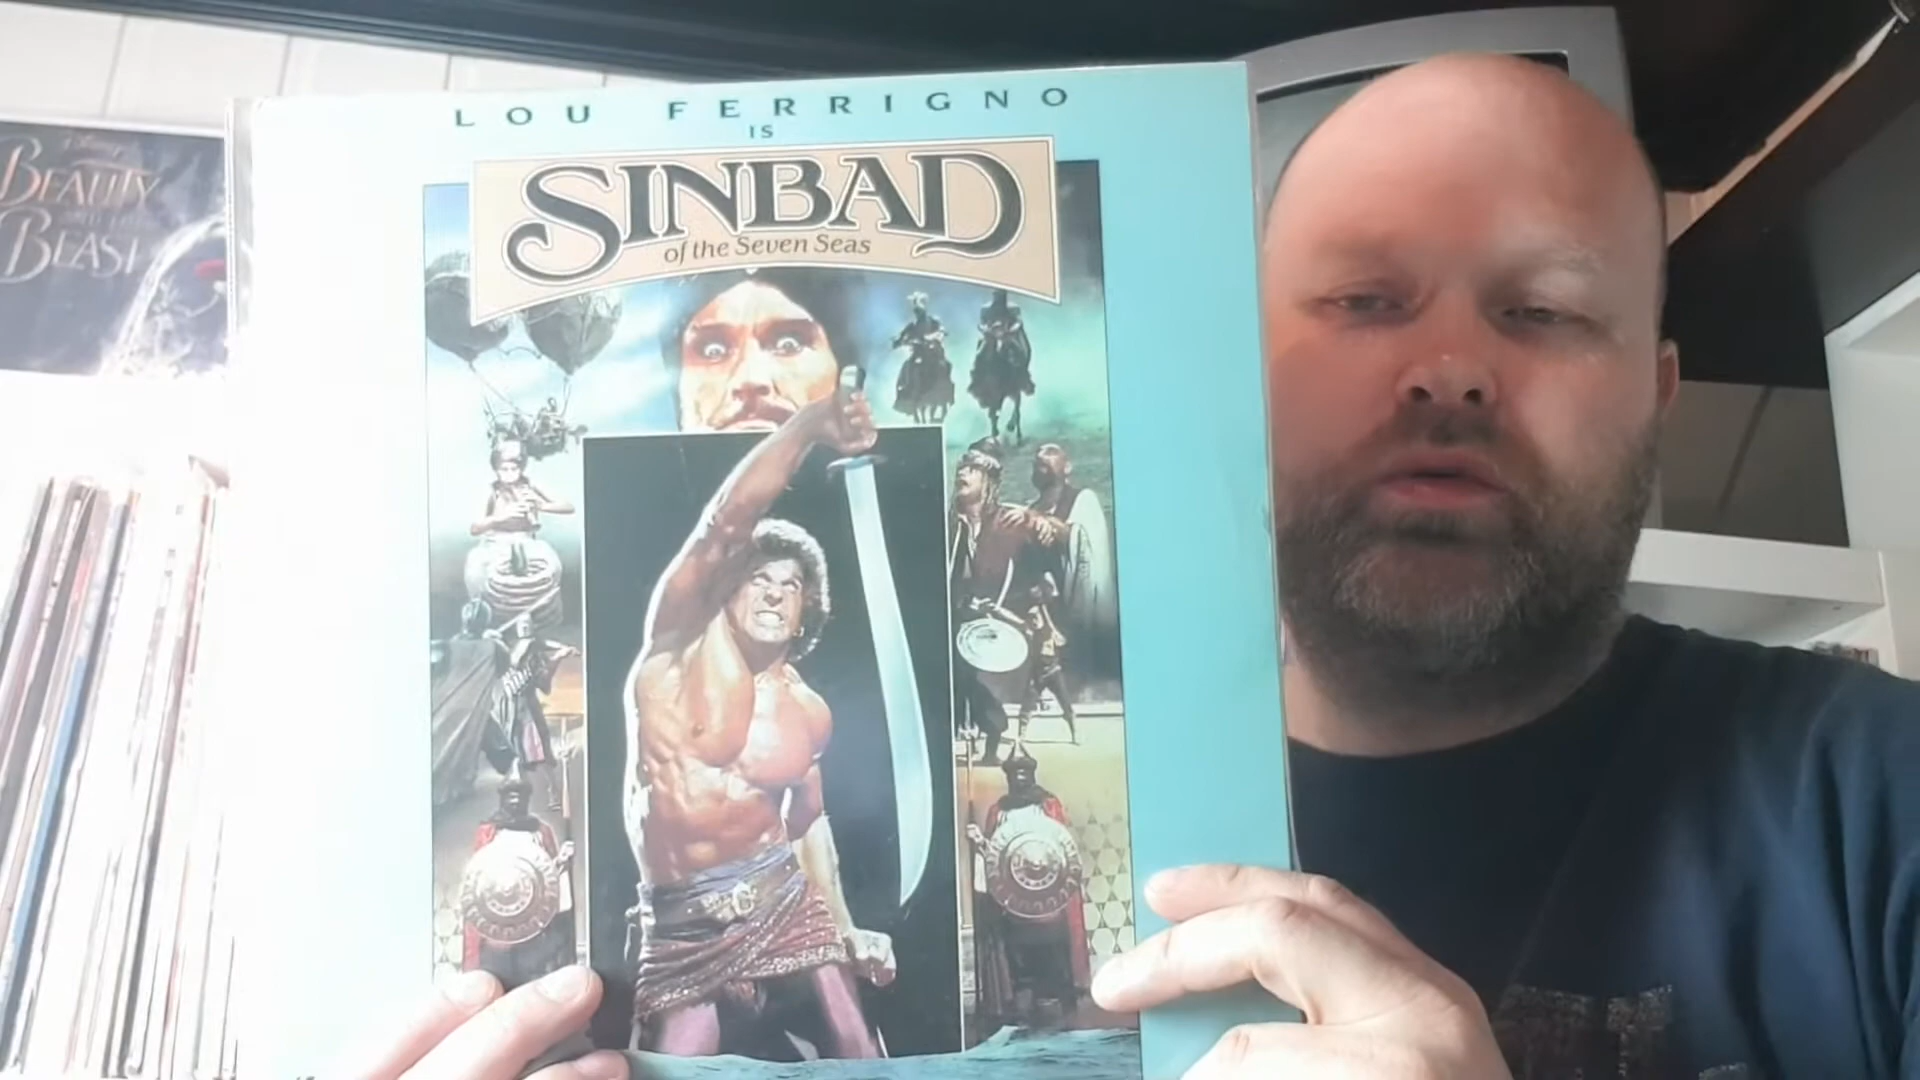 LOU FERRIGNO
IS
SINBAD
of the Seven Seas
BEAUTY
BEAST